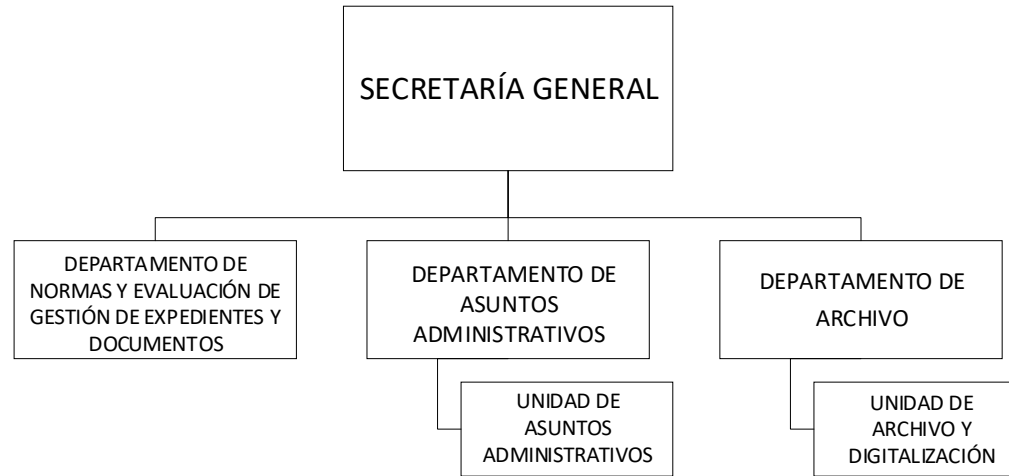 SECRETARÍA GENERAL
DEPARTAMENTO DE
NORMAS Y EVALUACIÓN DE
GESTIÓN DE EXPEDIENTES Y
DOCUMENTOS
DEPARTAMENTO DE
ASUNTOS
ADMINISTRATIVOS
DEPARTAMENTO DE
ARCHIVO
UNIDAD DE
ASUNTOS
ADMINISTRATIVOS
UNIDAD DE
ARCHIVO Y
DIGITALIZACIÓN